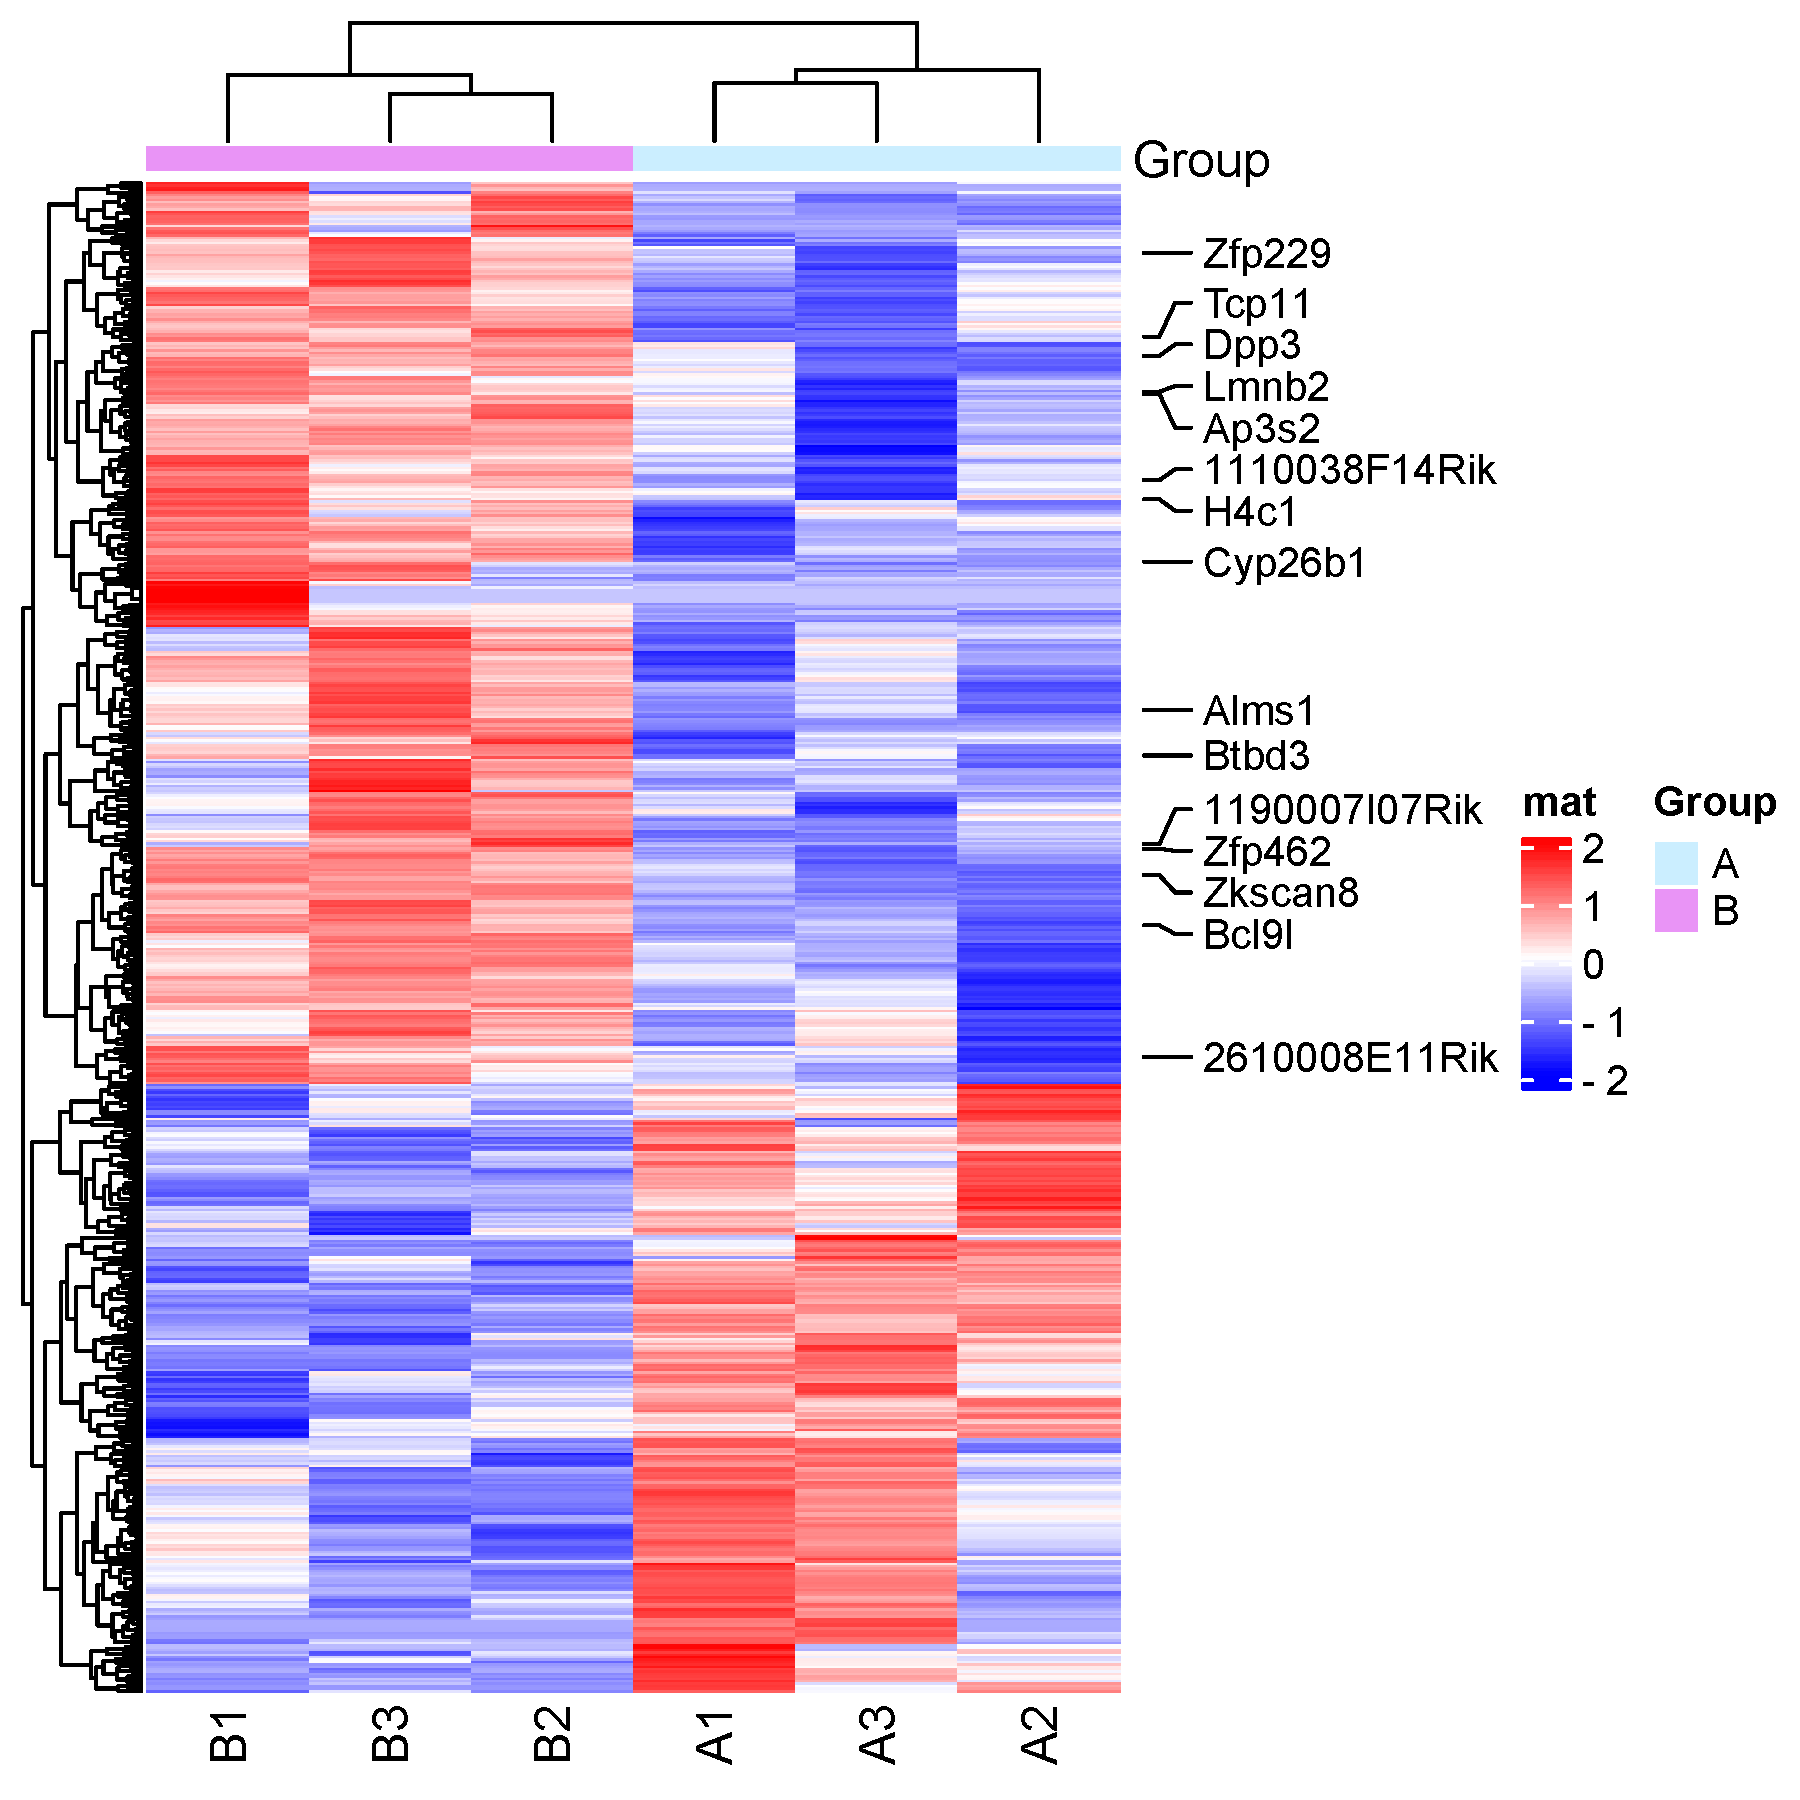 Group
Zfp229
Tcp11
Dpp3
Lmnb2
Ap3s2
1110038F14Rik
H4c1
Cyp26b1
Alms1
Btbd3
1190007I07Rik
Zfp462
Zkscan8
Bcl9l
2610008E11Rik
mat
2
1
0
- 1
- 2
Group
A
B
B1
B3
B2
A1
A3
A2